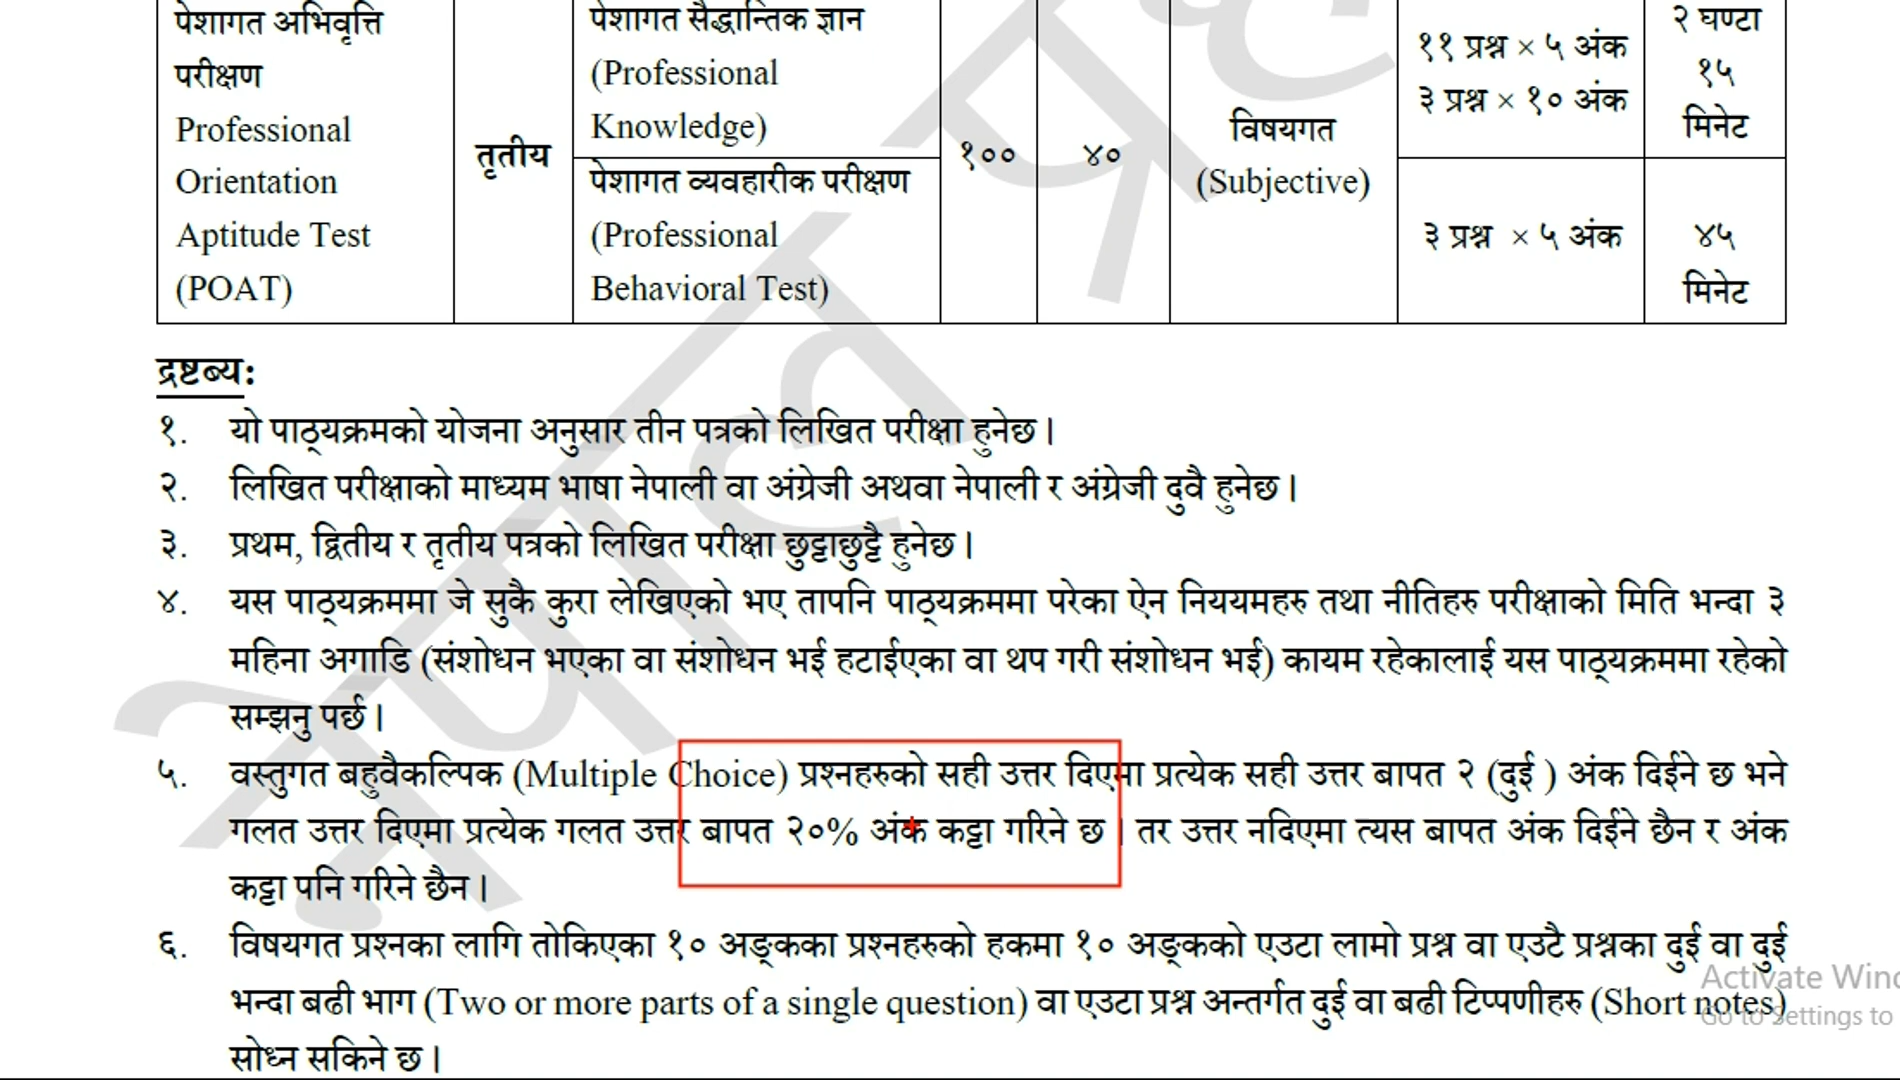 पेशागत अभिवृत्ति
परीक्षण
Professional
Orientation
Aptitude Test
(POAT)
तृतीय
पेशागत सैद्धान्तिक ज्ञान
(Professional
Knowledge)
पेशागत व्यवहारीक परीक्षण
(Professional
Behavioral Test)
१००
४०
विषयगत
(Subjective)
११ प्रश्न × ५ अंक
३ प्रश्न × १० अंक
३ प्रश्न × ५ अंक
२ घण्टा
१५
मिनेट
४५
मिनेट
द्रष्टब्य:
१. यो पाठ्यक्रमको योजना अनुसार तीन पत्रको लिखित परीक्षा हुनेछ।
२. लिखित परीक्षाको माध्यम भाषा नेपाली वा अंग्रेजी अथवा नेपाली र अंग्रेजी दुवै हुनेछ।
३. प्रथम, द्वितीय र तृतीय पत्रको लिखित परीक्षा छुट्टाछुट्टै हुनेछ।
४. यस पाठ्यक्रममा जे सुकै कुरा लेखिएको भए तापनि पाठ्यक्रममा परेका ऐन निययमहरु तथा नीतिहरु परीक्षाको मिति भन्दा ३
महिना अगाडि (संशोधन भएका वा संशोधन भई हटाईएका वा थप गरी संशोधन भई) कायम रहेकालाई यस पाठ्यक्रममा रहेको
सम्झनु पर्छ।
५. वस्तुगत बहुवैकल्पिक (Multiple Choice) प्रश्नहरुको सही उत्तर दिएमा प्रत्येक सही उत्तर बापत २ (दुई ) अंक दिईने छ भने
गलत उत्तर दिएमा प्रत्येक गलत उत्तर बापत २०% अंक कट्टा गरिने छ । तर उत्तर नदिएमा त्यस बापत अंक दिईने छैन र अंक
कट्टा पनि गरिने छैन।
६. विषयगत प्रश्नका लागि तोकिएका १० अङ्कका प्रश्नहरुको हकमा १० अङ्कको एउटा लामो प्रश्न वा एउटै प्रश्नका दुई वा दुई
भन्दा बढी भाग (Two or more parts of a single question) वा एउटा प्रश्न अन्तर्गत दुई वा बढी टिप्पणीहरु (Short notes)
सोध्न सकिने छ।
Activate Wind
Go to Settings to